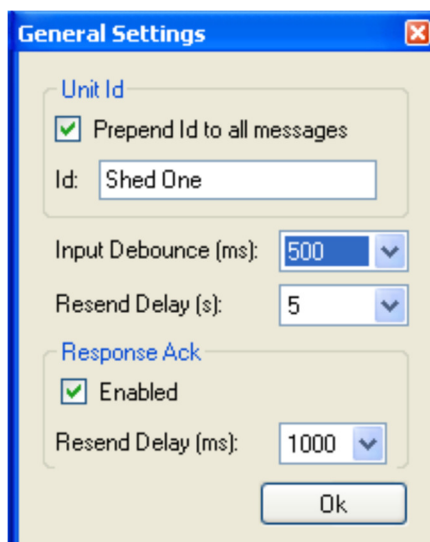 General Settings
Unit Id
Prepend Id to all messages
Id: Shed One
Input Debounce (ms): 500
Resend Delay (s): 5
Response Ack
Enabled
Resend Delay (ms): 1000
Ok